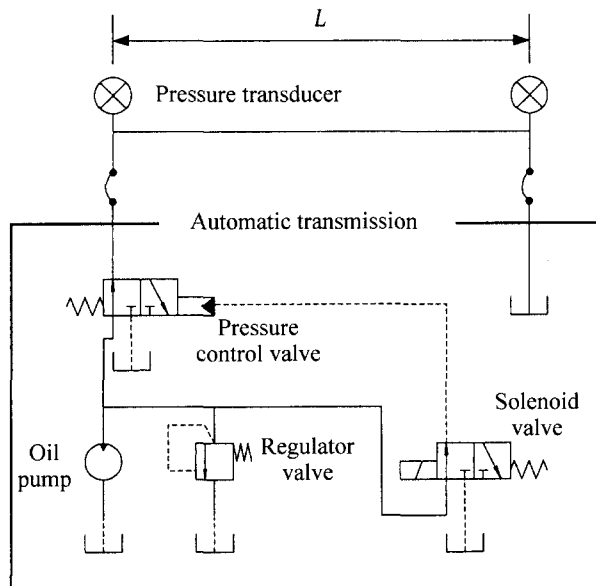 L
Pressure transducer
Automatic transmission
Pressure
control valve
Solenoid
valve
Oil
pump
Regulator
valve